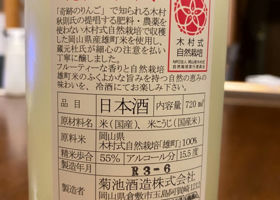 「奇跡のりんご」で知られる木村
秋則氏が提唱する肥料・農薬を
使わない木村式自然栽培で収穫
した岡山県産雄町米を使用し、
蔵元杜氏が細心の注意を払い
丁寧に醸しました。
フルーティーな香りと自然栽培
雄町米のふくよかな旨みを持つ自然の恵み
の味わいを、冷酒にてお楽しみ下さい。
木村式
自然栽培
日本酒 内容量 720ml
原材料名 米(国産)、米こうじ(国産米)
原料米 岡山県
木村式自然栽培米「雄町」100%
精米歩合 55% アルコール分 15.5度
製造年月 R3-6
製造者 菊池酒造株式会社
岡山県倉敷市玉島阿賀崎1212